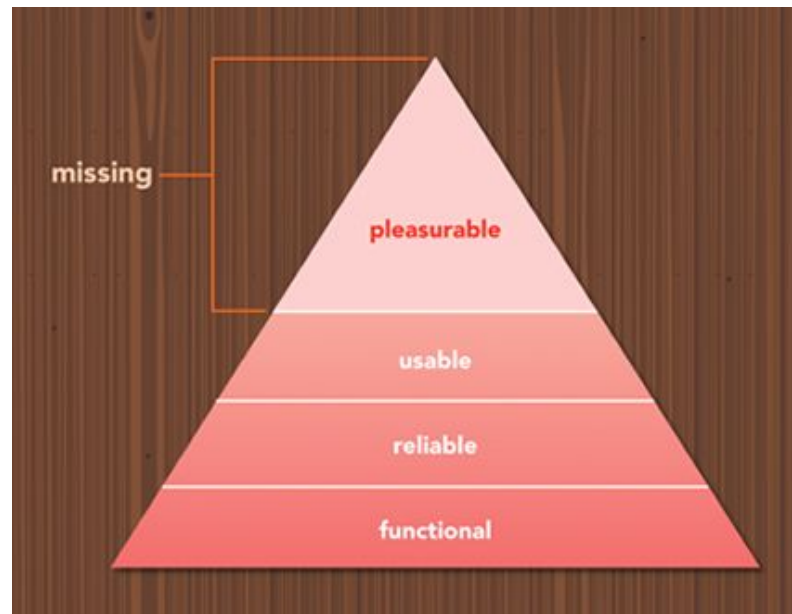 missing
pleasurable
usable
reliable
functional